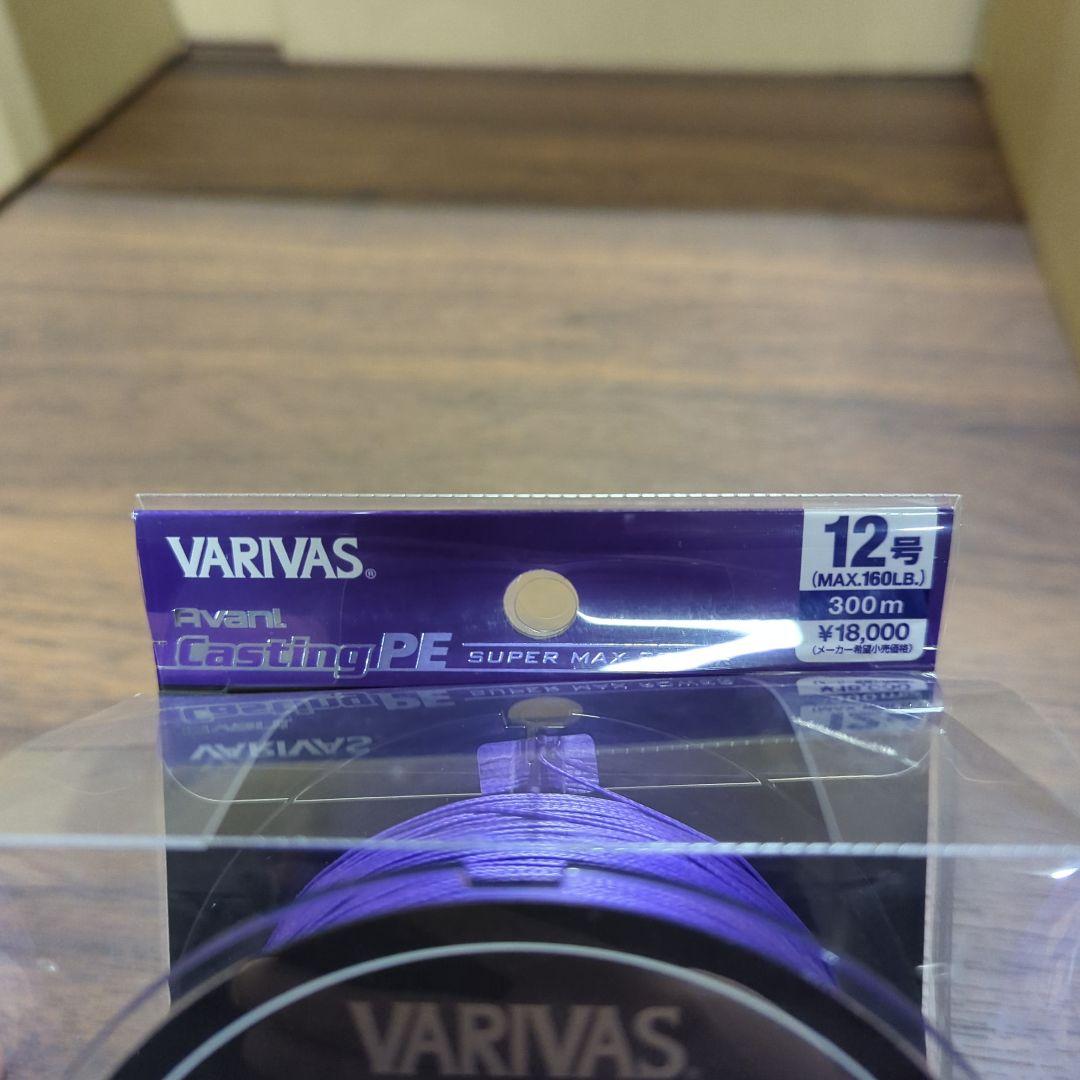 VARIVAS®
Avani
Casting PE SUPER MAX
12号
(MAX.160LB.)
300m
¥18,000
(メーカー希望小売価格)
VARIVAS